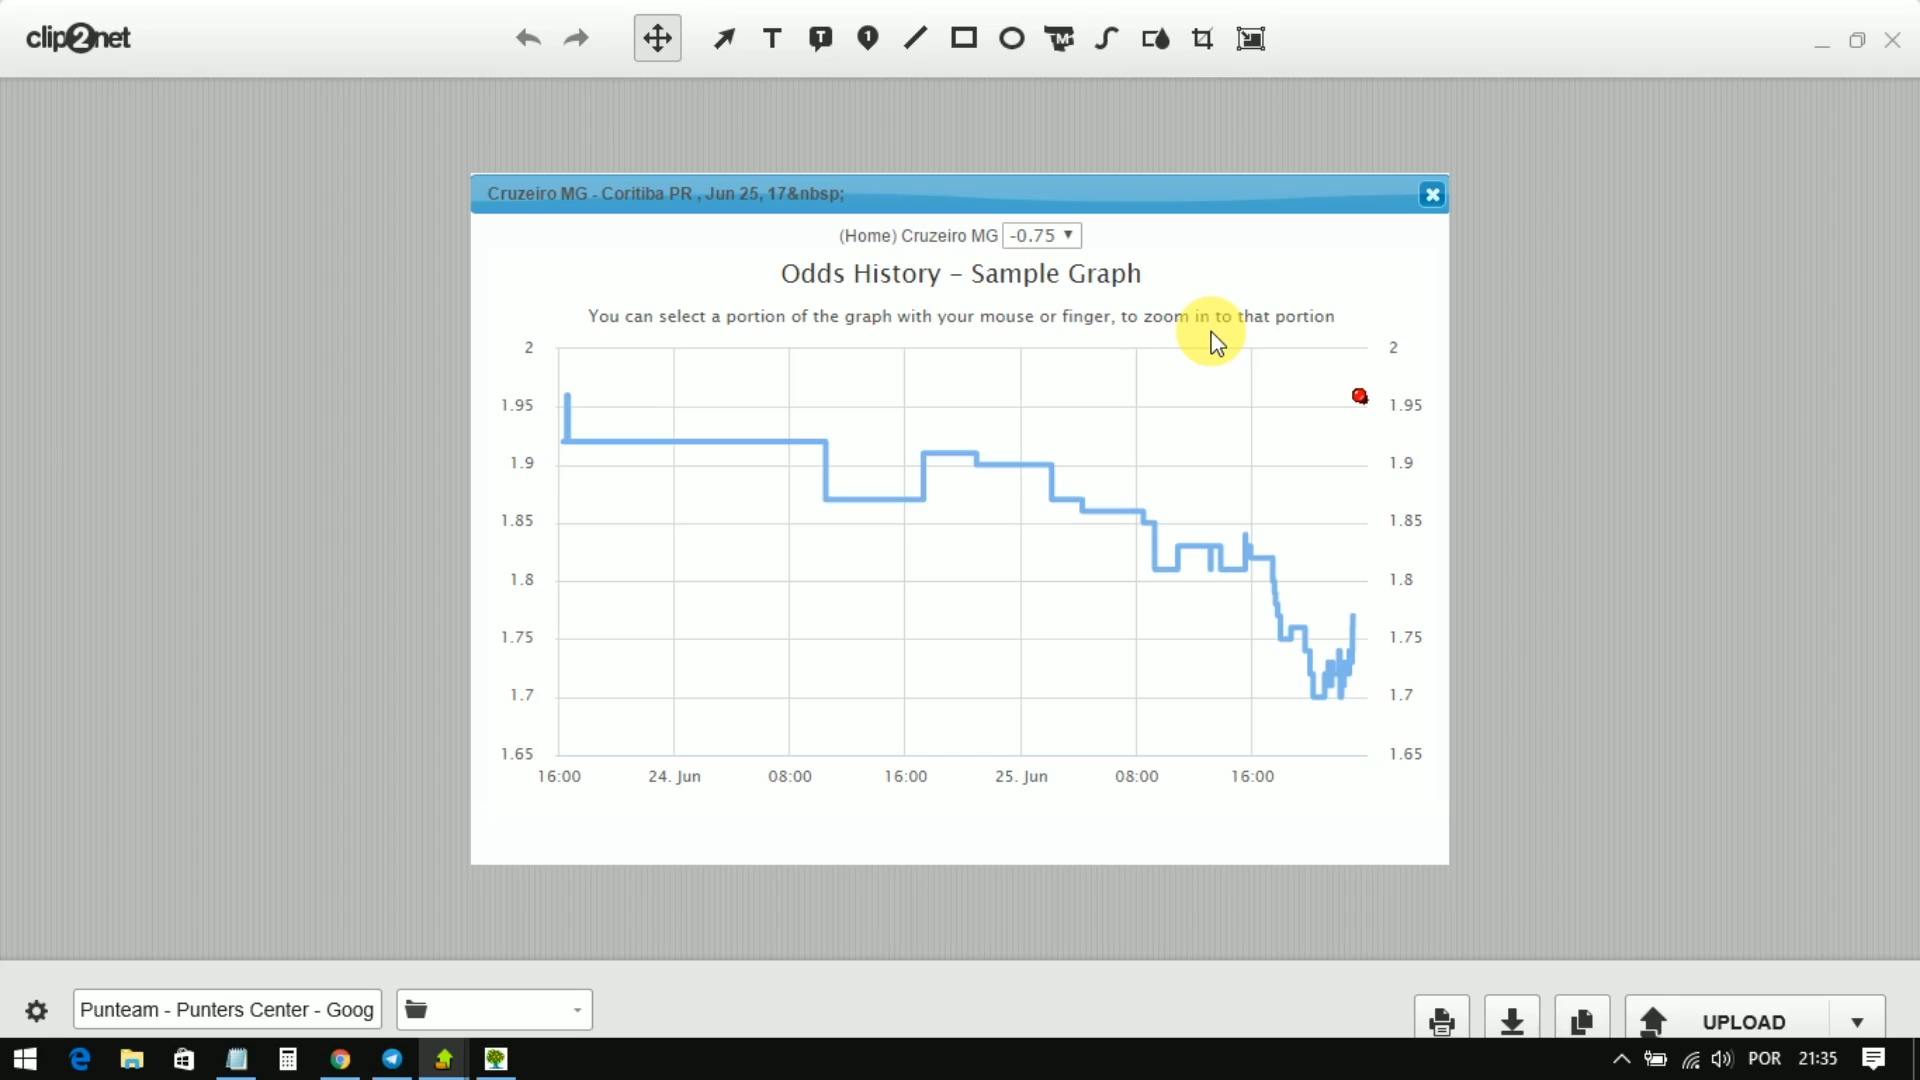 clip2net
T
T
1
M
Cruzeiro MG - Coritiba PR , Jun 25, 17&nbsp;
(Home) Cruzeiro MG -0.75
Odds History – Sample Graph
You can select a portion of the graph with your mouse or finger, to zoom in to that portion
2 2
1.95 1.95
1.9 1.9
1.85 1.85
1.8 1.8
1.75 1.75
1.7 1.7
1.65 1.65
16:00 24. Jun 08:00 16:00 25. Jun 08:00 16:00
Punteam - Punters Center - Goog
UPLOAD
POR 21:35